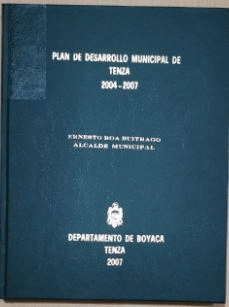 PLAN DE DESARROLLO MUNICIPAL DE
TENZA
2004-2007
ERNESTO ROA BUITRAGO
ALCALDE MUNICIPAL
DEPARTAMENTO DE BOYACA
TENZA
2007